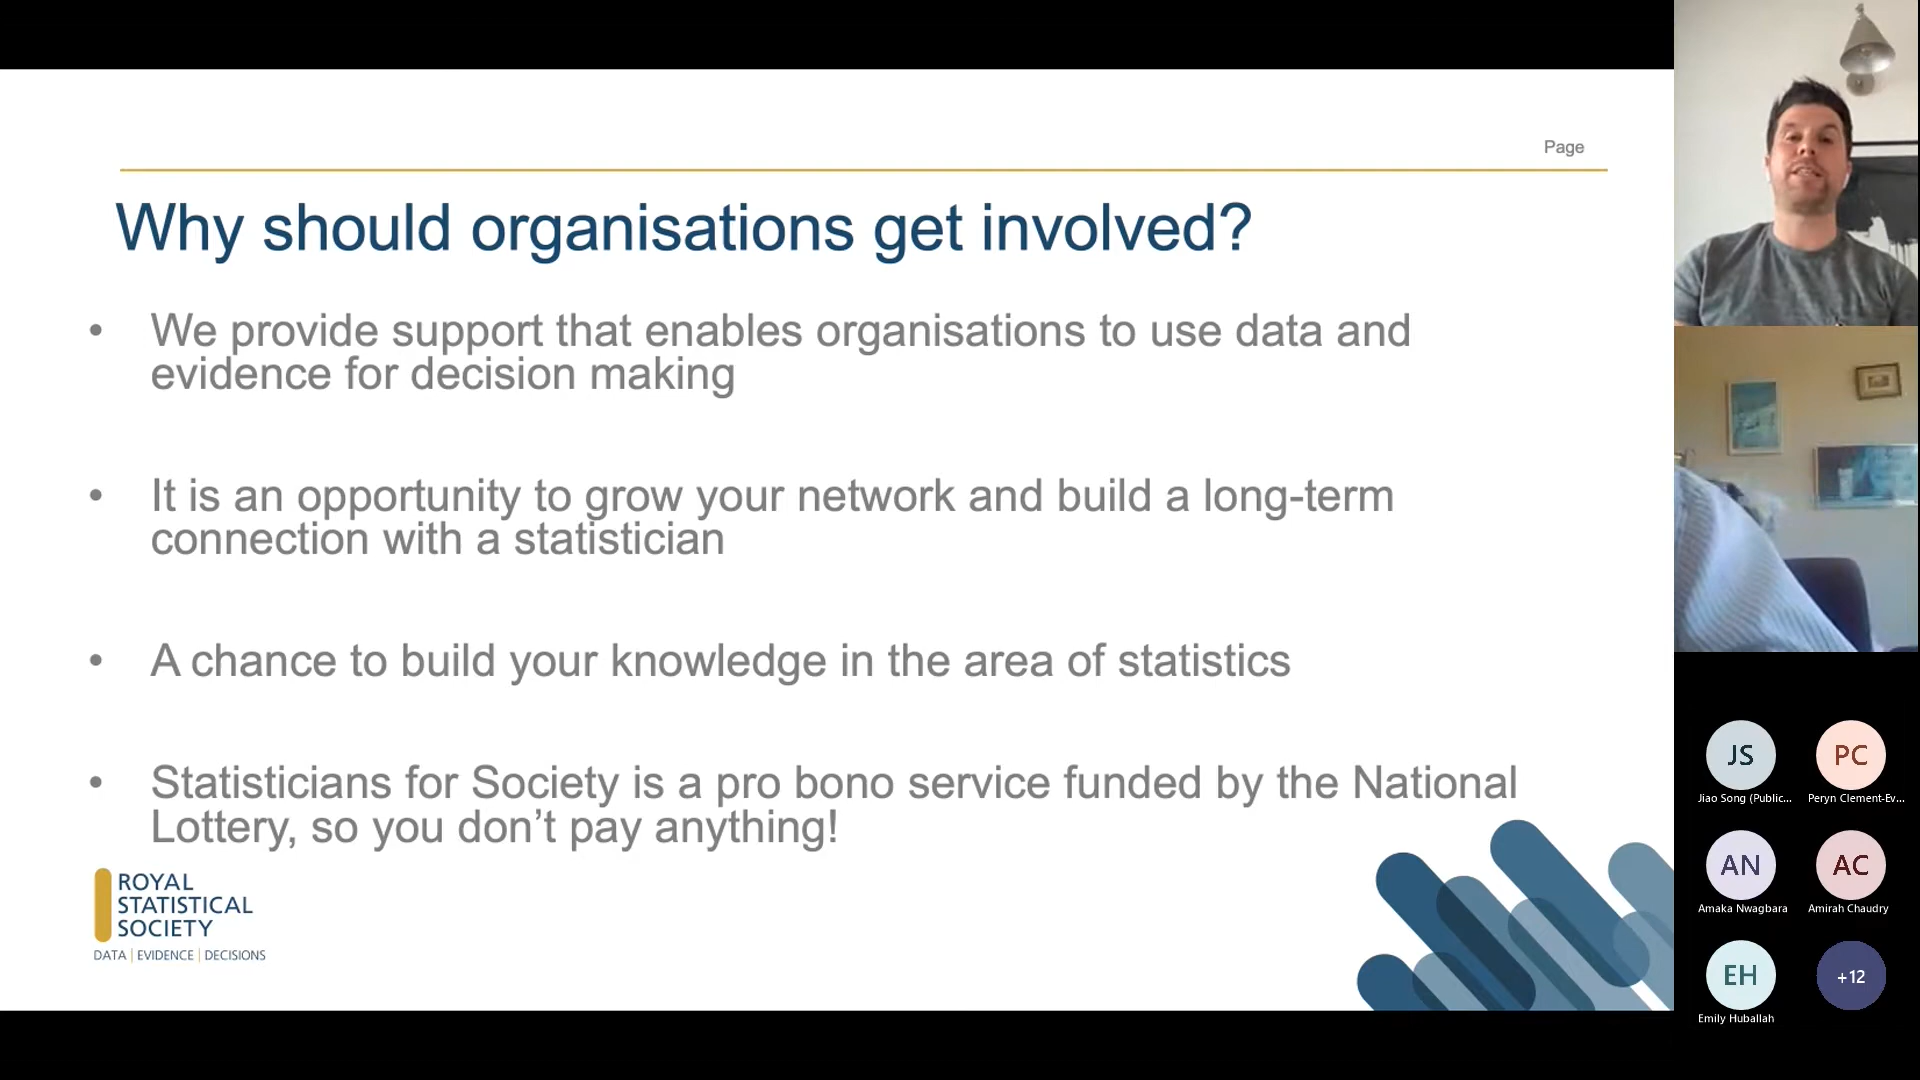 Page
Why should organisations get involved?
• We provide support that enables organisations to use data and
evidence for decision making
• It is an opportunity to grow your network and build a long-term
connection with a statistician
• A chance to build your knowledge in the area of statistics
• Statisticians for Society is a pro bono service funded by the National
Lottery, so you don’t pay anything!
ROYAL
STATISTICAL
SOCIETY
DATA | EVIDENCE | DECISIONS
JS
PC
Jiao Song (Public...
Peryn Clement-Ev...
AN
AC
Amaka Nwagbara
Amirah Chaudry
EH
+12
Emily Huballah